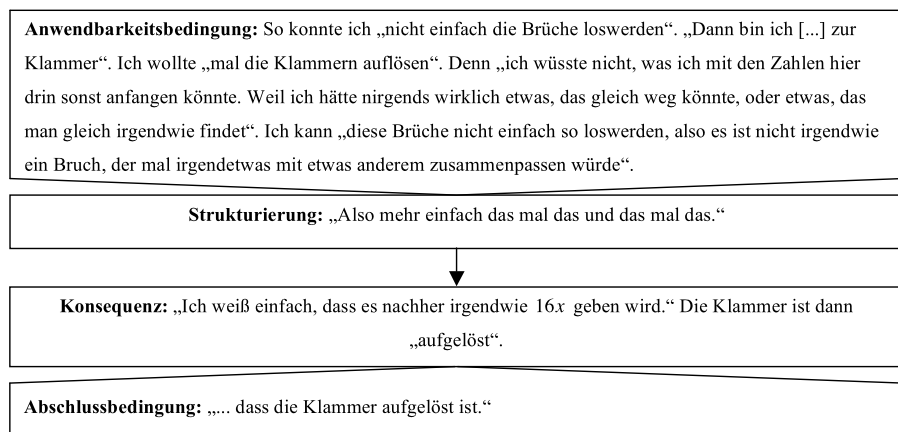 Anwendbarkeitsbedingung: So konnte ich „nicht einfach die Brüche loswerden“. „Dann bin ich [...] zur
Klammer“. Ich wollte „mal die Klammern auflösen“. Denn „ich wüsste nicht, was ich mit den Zahlen hier
drin sonst anfangen könnte. Weil ich hätte nirgends wirklich etwas, das gleich weg könnte, oder etwas, das
man gleich irgendwie findet“. Ich kann „diese Brüche nicht einfach so loswerden, also es ist nicht irgendwie
ein Bruch, der mal irgendetwas mit etwas anderem zusammenpassen würde“.
Strukturierung: „Also mehr einfach das mal das und das mal das.“
Konsequenz: „Ich weiß einfach, dass es nachher irgendwie 16x geben wird.“ Die Klammer ist dann
„aufgelöst“.
Abschlussbedingung: „... dass die Klammer aufgelöst ist.“